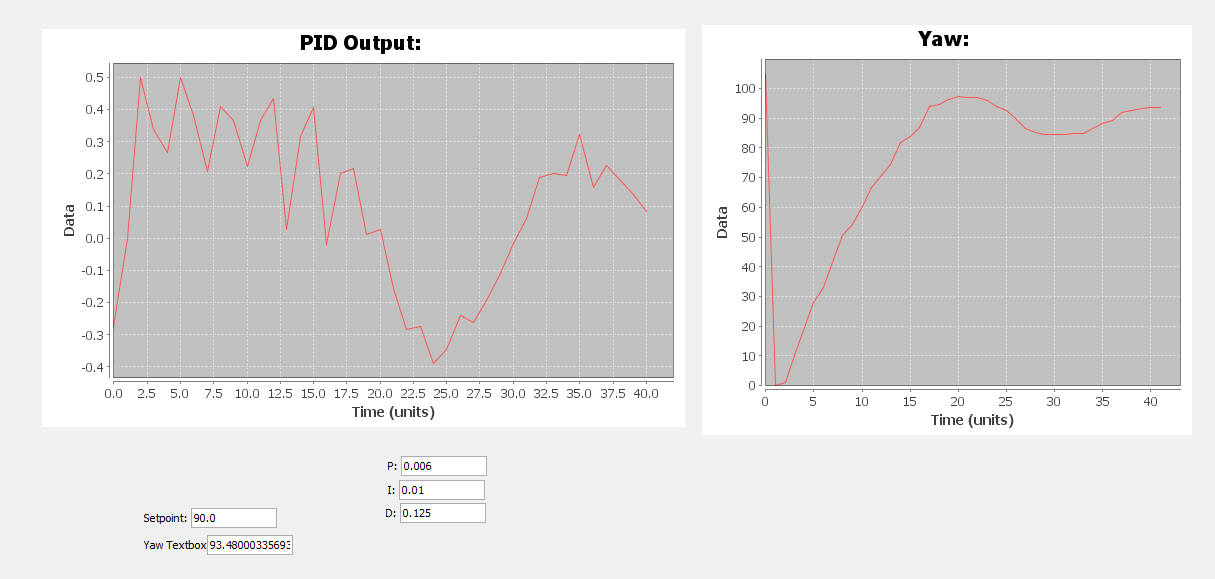 PID Output:
0.5
0.4
0.3
0.2
0.1
0.0
-0.1
-0.2
-0.3
-0.4
Data
0.0 2.5 5.0 7.5 10.0 12.5 15.0 17.5 20.0 22.5 25.0 27.5 30.0 32.5 35.0 37.5 40.0
Time (units)
Yaw:
100
90
80
70
60
50
40
30
20
10
0
Data
0 5 10 15 20 25 30 35 40
Time (units)
P: 0.006
I: 0.01
D: 0.125
Setpoint: 90.0
Yaw Textbox 93.48000335693